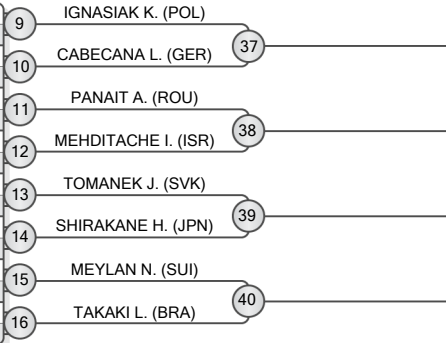 9 IGNASIAK K. (POL)
37
10 CABECANA L. (GER)
11 PANAIT A. (ROU)
38
12 MEHDITACHE I. (ISR)
13 TOMANEK J. (SVK)
39
14 SHIRAKANE H. (JPN)
15 MEYLAN N. (SUI)
40
16 TAKAKI L. (BRA)